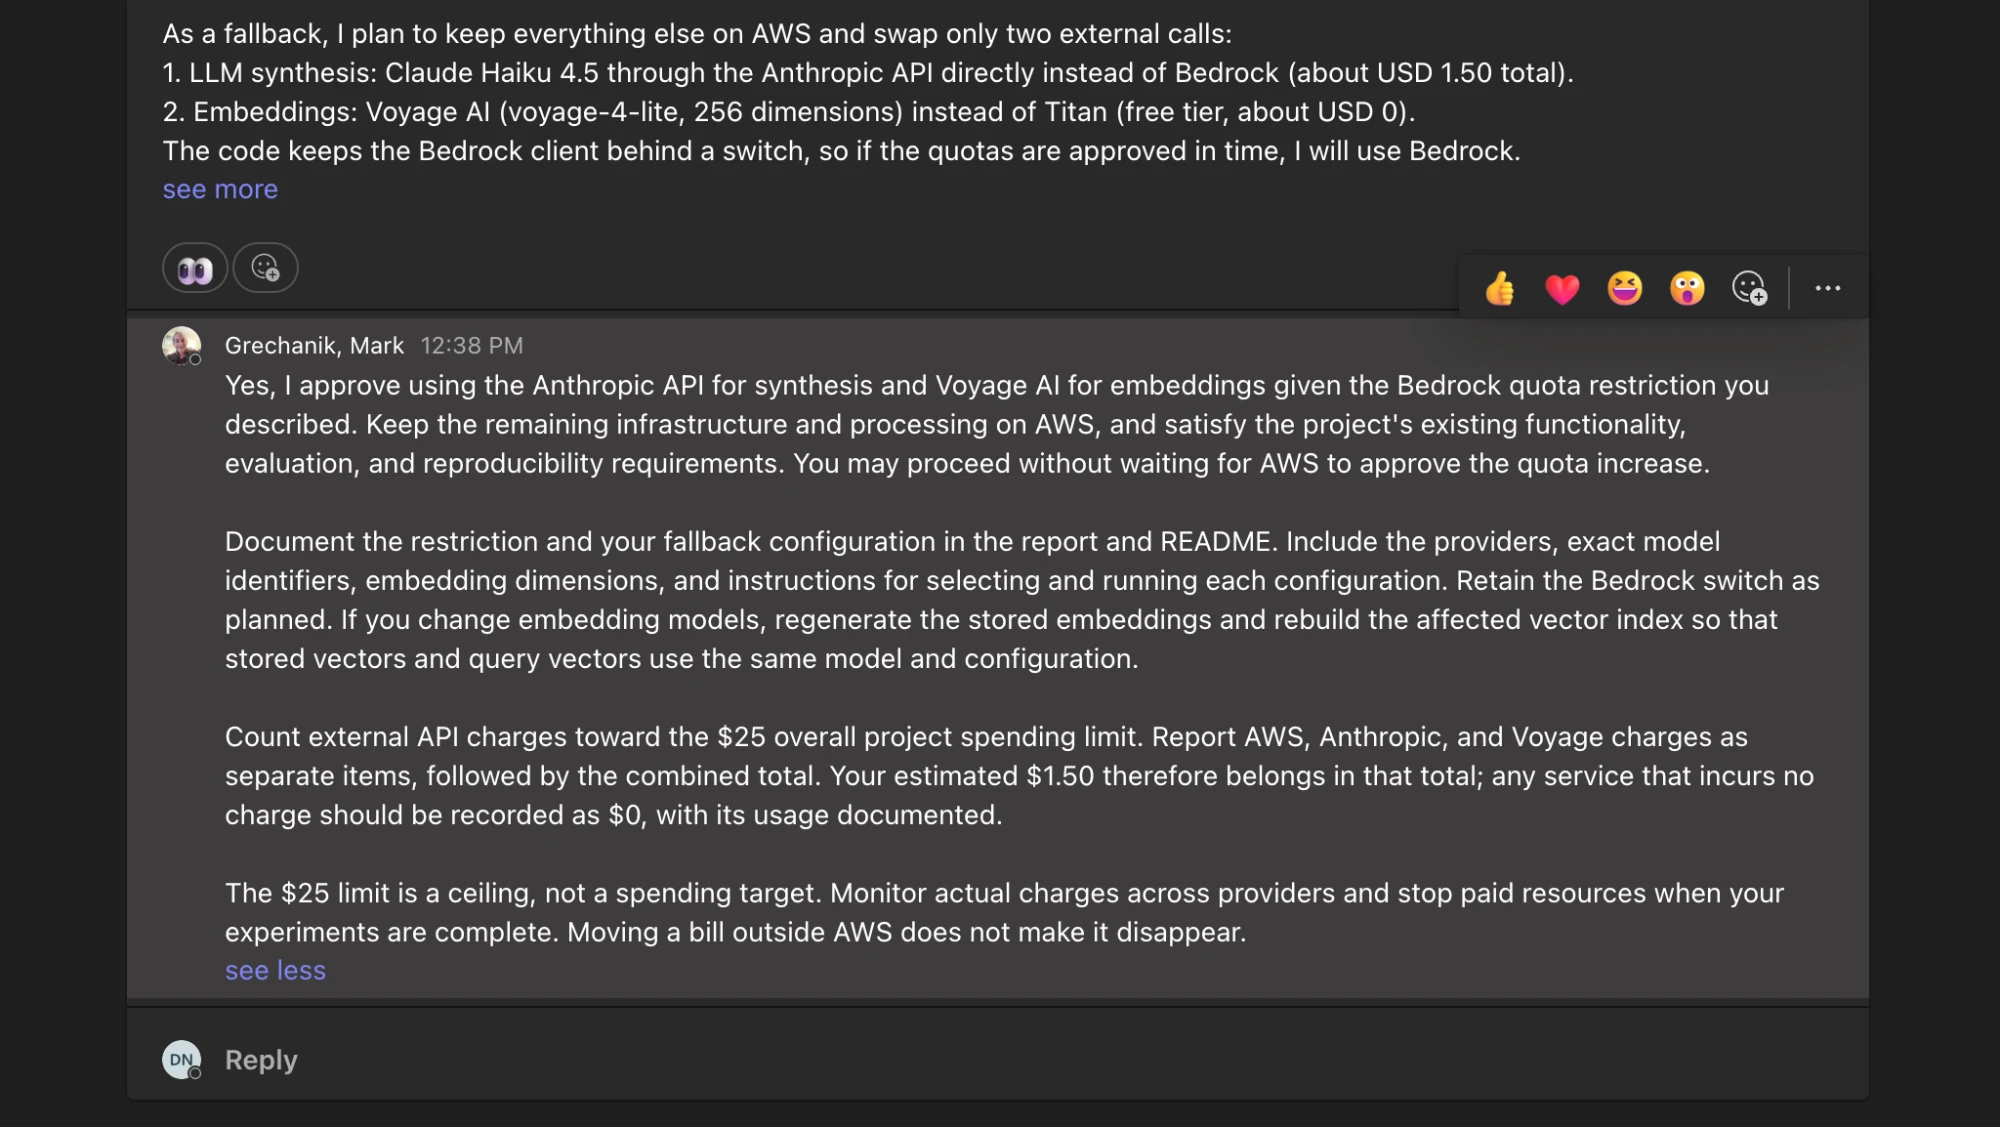 As a fallback, I plan to keep everything else on AWS and swap only two external calls:
1. LLM synthesis: Claude Haiku 4.5 through the Anthropic API directly instead of Bedrock (about USD 1.50 total).
2. Embeddings: Voyage AI (voyage-4-lite, 256 dimensions) instead of Titan (free tier, about USD 0).
The code keeps the Bedrock client behind a switch, so if the quotas are approved in time, I will use Bedrock.
see more
Grechanik, Mark 12:38 PM
Yes, I approve using the Anthropic API for synthesis and Voyage AI for embeddings given the Bedrock quota restriction you
described. Keep the remaining infrastructure and processing on AWS, and satisfy the project's existing functionality,
evaluation, and reproducibility requirements. You may proceed without waiting for AWS to approve the quota increase.
Document the restriction and your fallback configuration in the report and README. Include the providers, exact model
identifiers, embedding dimensions, and instructions for selecting and running each configuration. Retain the Bedrock switch as
planned. If you change embedding models, regenerate the stored embeddings and rebuild the affected vector index so that
stored vectors and query vectors use the same model and configuration.
Count external API charges toward the $25 overall project spending limit. Report AWS, Anthropic, and Voyage charges as
separate items, followed by the combined total. Your estimated $1.50 therefore belongs in that total; any service that incurs no
charge should be recorded as $0, with its usage documented.
The $25 limit is a ceiling, not a spending target. Monitor actual charges across providers and stop paid resources when your
experiments are complete. Moving a bill outside AWS does not make it disappear.
see less
DN Reply